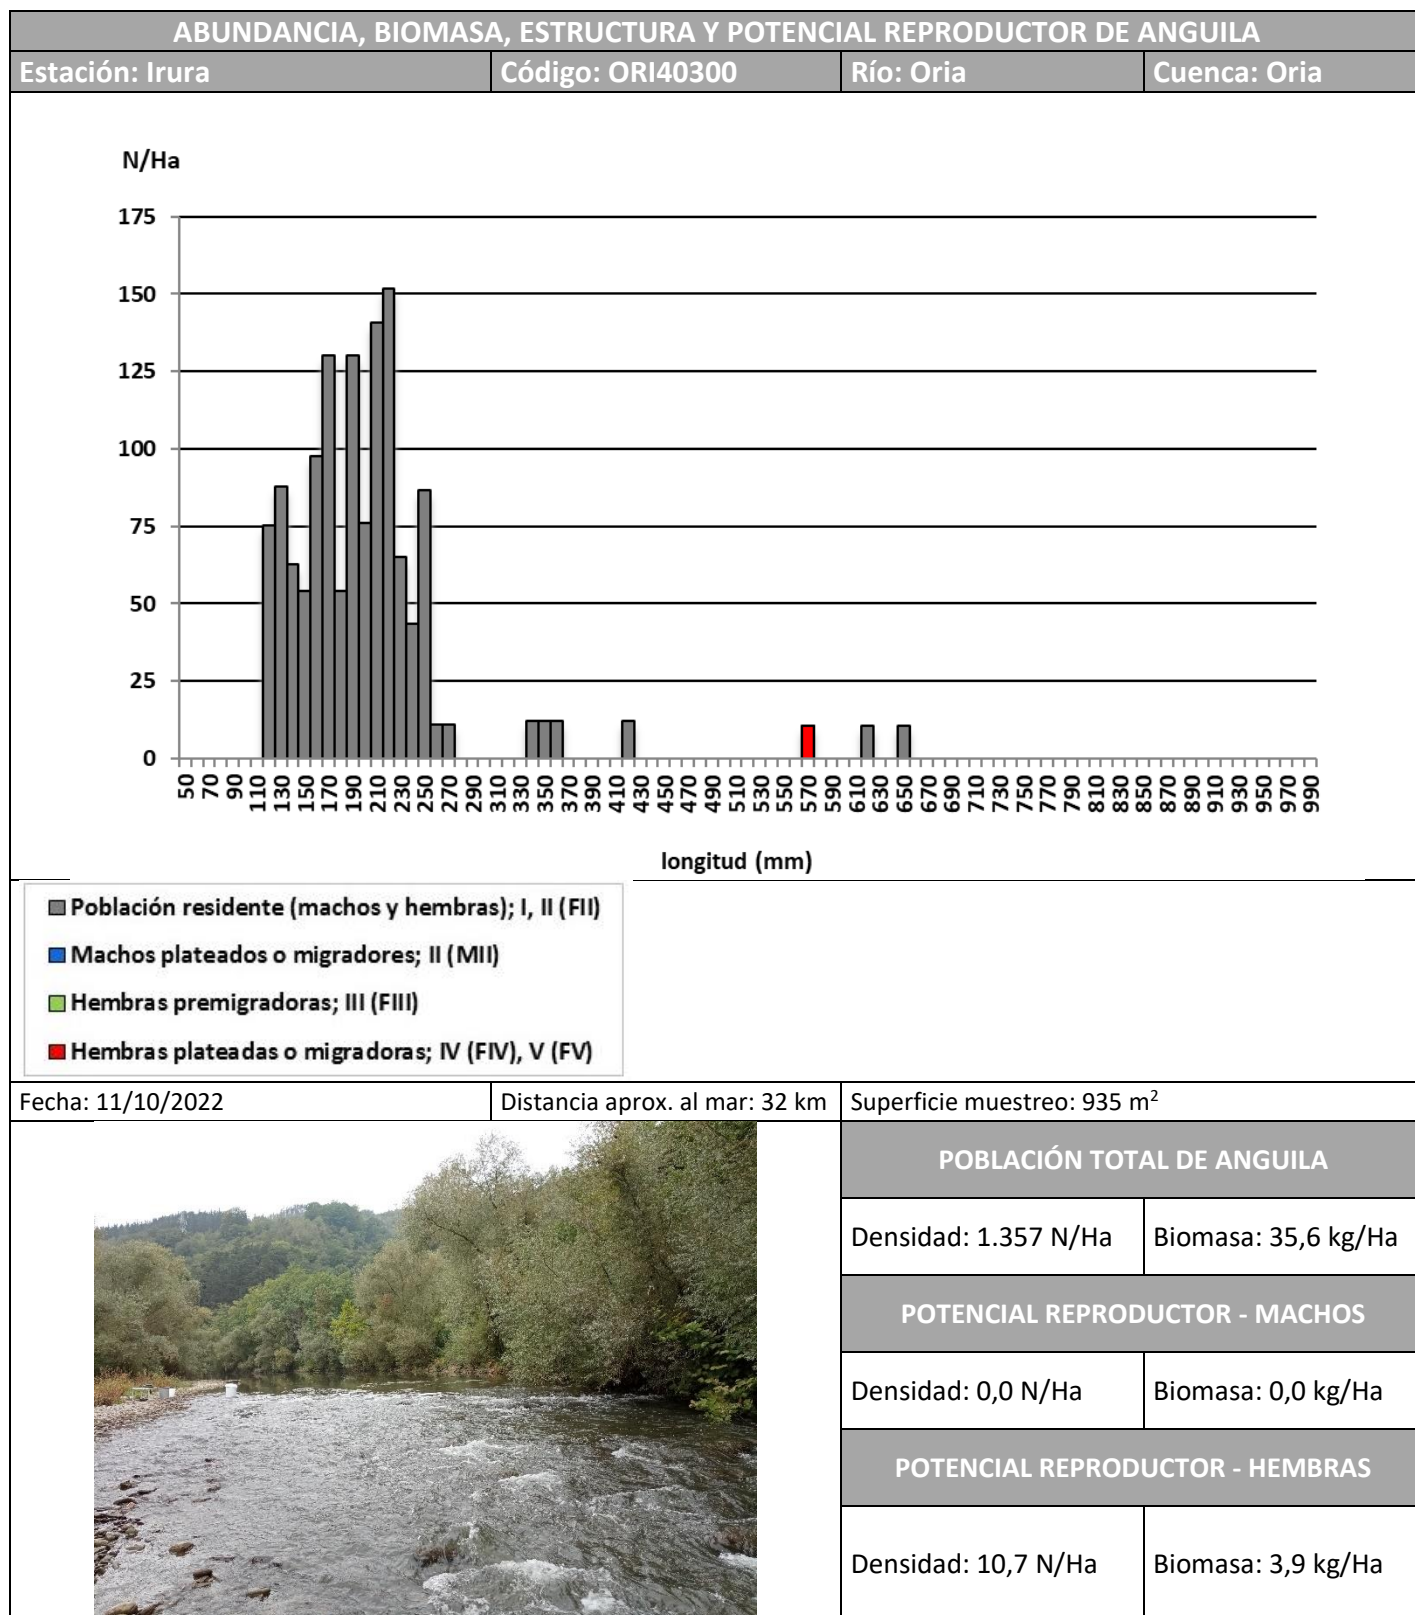 ABUNDANCIA, BIOMASA, ESTRUCTURA Y POTENCIAL REPRODUCTOR DE ANGUILA
Estación: Irura Código: ORI40300 Río: Oria Cuenca: Oria
N/Ha
175
150
125
100
75
50
25
0
50 70 90 110 130 150 170 190 210 230 250 270 290 310 330 350 370 390 410 430 450 470 490 510 530 550 570 590 610 630 650 670 690 710 730 750 770 790 810 830 850 870 890 910 930 950 970 990
longitud (mm)
Población residente (machos y hembras); I, II (FII)
Machos plateados o migradores; II (MII)
Hembras premigradoras; III (FIII)
Hembras plateadas o migradoras; IV (FIV), V (FV)
Fecha: 11/10/2022 Distancia aprox. al mar: 32 km Superficie muestreo: 935 m²
POBLACIÓN TOTAL DE ANGUILA
Densidad: 1.357 N/Ha Biomasa: 35,6 kg/Ha
POTENCIAL REPRODUCTOR - MACHOS
Densidad: 0,0 N/Ha Biomasa: 0,0 kg/Ha
POTENCIAL REPRODUCTOR - HEMBRAS
Densidad: 10,7 N/Ha Biomasa: 3,9 kg/Ha